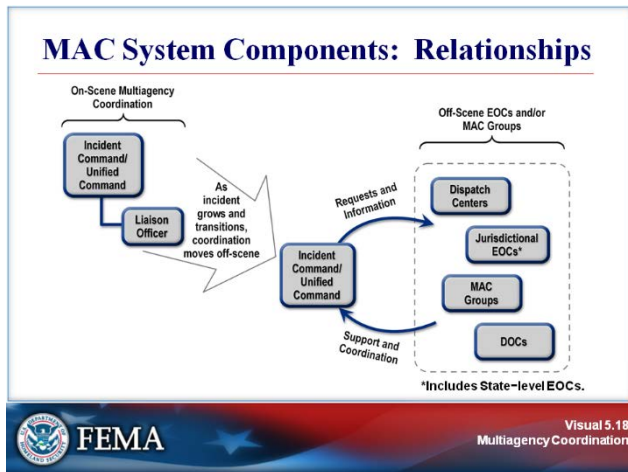 MAC System Components: Relationships
On-Scene Multiagency
Coordination
Incident
Command/
Unified
Command
Liaison
Officer
As
incident
grows and
transitions,
coordination
moves off-scene
Incident
Command/
Unified
Command
Requests and
Information
Support and
Coordination
Off-Scene EOCs and/or
MAC Groups
Dispatch
Centers
Jurisdictional
EOCs*
MAC
Groups
DOCs
*Includes State-level EOCs.
FEMA
Visual 5.18
Multiagency Coordination